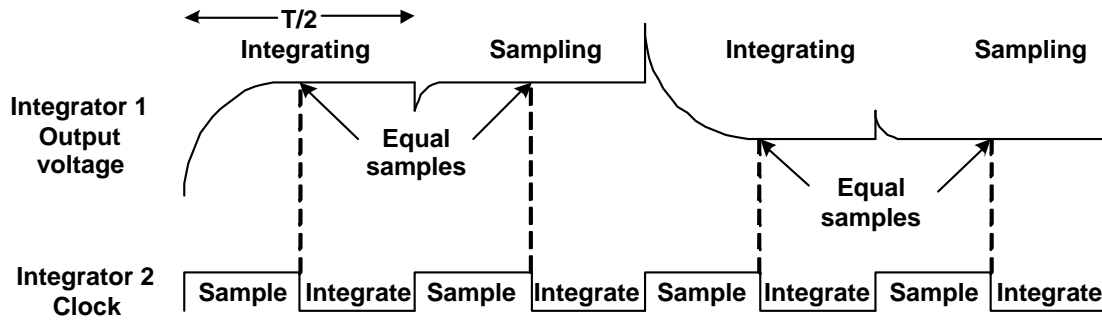 T/2
Integrating
Sampling
Integrating
Sampling
Integrator 1
Output
voltage
Equal
samples
Equal
samples
Integrator 2
Clock
Sample
Integrate
Sample
Integrate
Sample
Integrate
Sample
Integrate